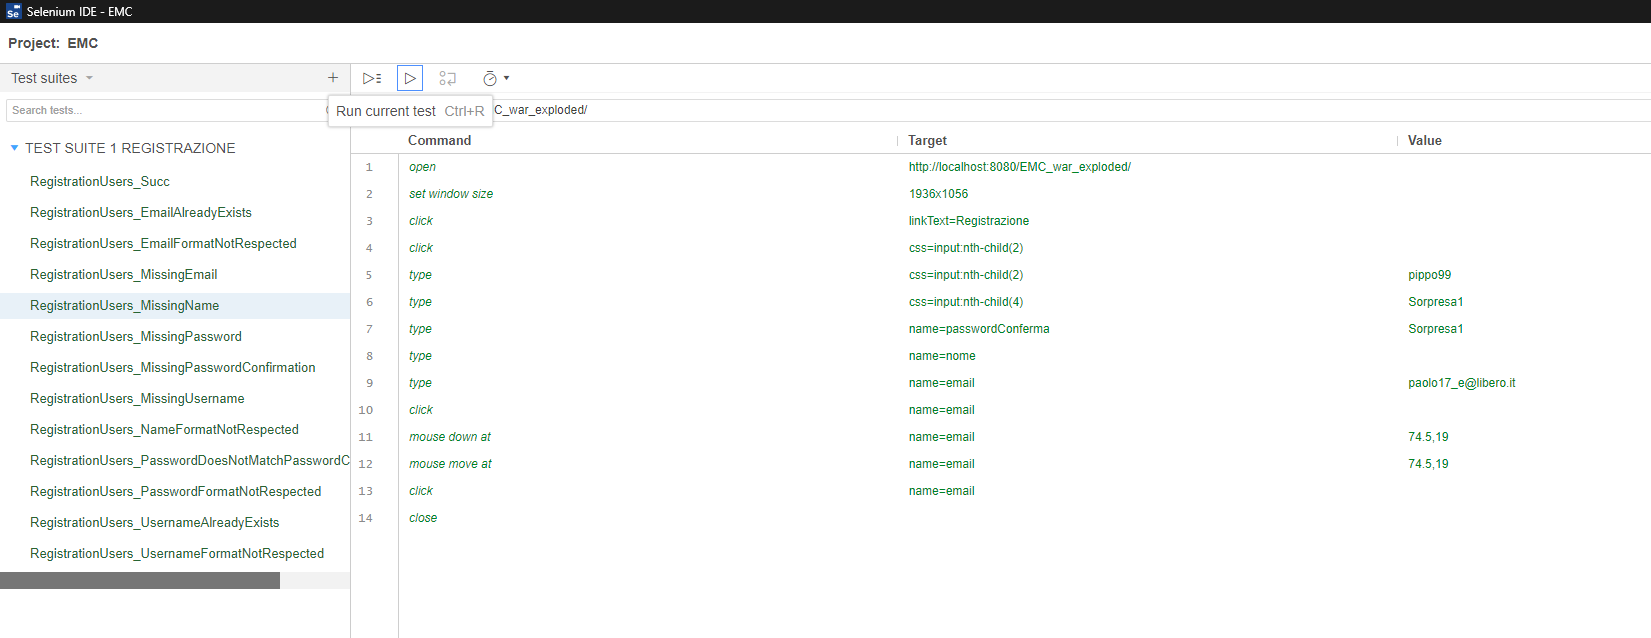 Selenium IDE - EMC
Project: EMC
Test suites
Search tests...
Run current test Ctrl+R
C_war_exploded/
TEST SUITE 1 REGISTRAZIONE
RegistrationUsers_Succ
RegistrationUsers_EmailAlreadyExists
RegistrationUsers_EmailFormatNotRespected
RegistrationUsers_MissingEmail
RegistrationUsers_MissingName
RegistrationUsers_MissingPassword
RegistrationUsers_MissingPasswordConfirmation
RegistrationUsers_MissingUsername
RegistrationUsers_NameFormatNotRespected
RegistrationUsers_PasswordDoesNotMatchPasswordC
RegistrationUsers_PasswordFormatNotRespected
RegistrationUsers_UsernameAlreadyExists
RegistrationUsers_UsernameFormatNotRespected
Command Target Value
1 open http://localhost:8080/EMC_war_exploded/
2 set window size 1936x1056
3 click linkText=Registrazione
4 click css=input:nth-child(2)
5 type css=input:nth-child(2) pippo99
6 type css=input:nth-child(4) Sorpresa1
7 type name=passwordConferma Sorpresa1
8 type name=nome
9 type name=email paolo17_e@libero.it
10 click name=email
11 mouse down at name=email 74.5,19
12 mouse move at name=email 74.5,19
13 click name=email
14 close